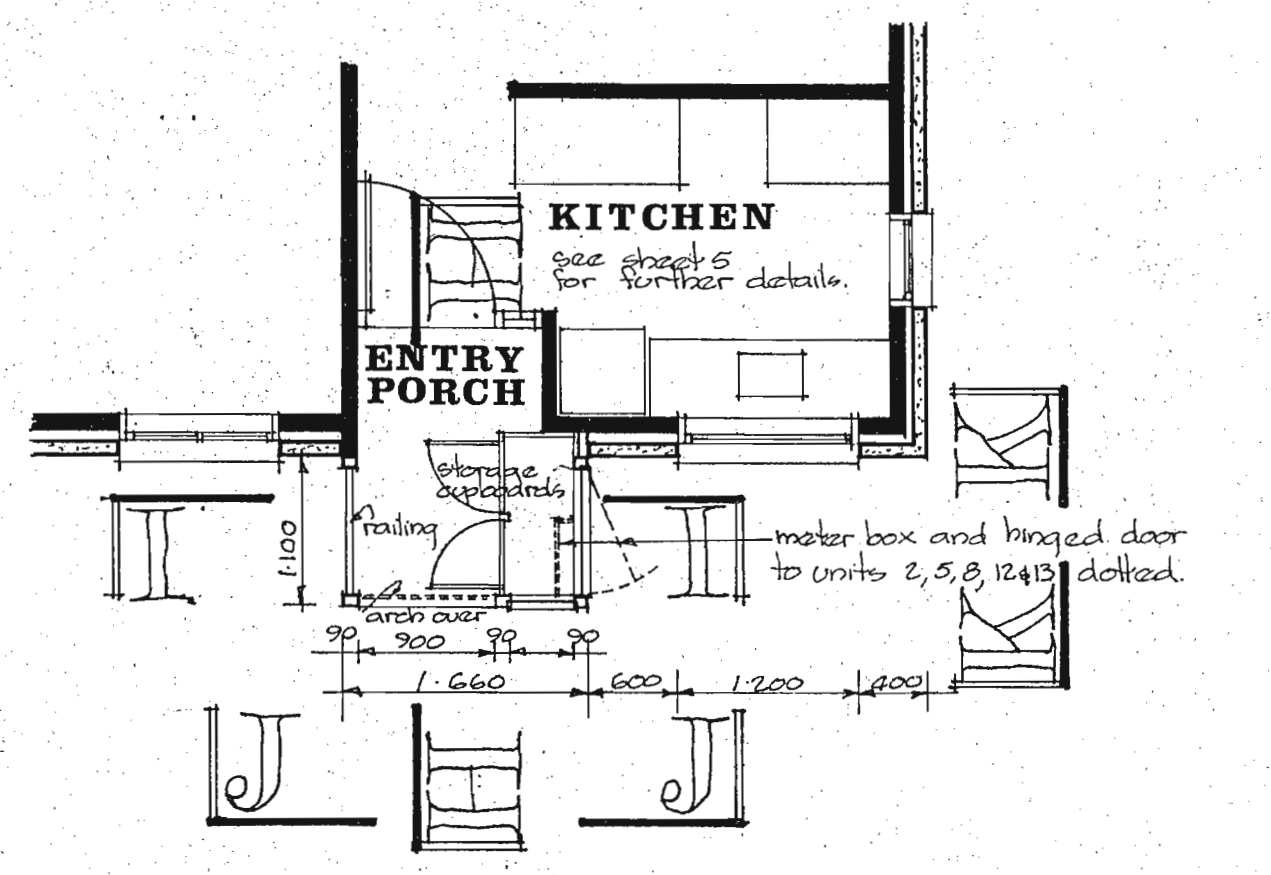 KITCHEN
see sheet 5
for further details.
ENTRY
PORCH
storage
cupboards
railing
1·100
meter box and hinged door
to units 2, 5, 8, 12 & 13 dotted.
arch over
90 900 90 90
1·660 600 1·200 400
I
I
J
J